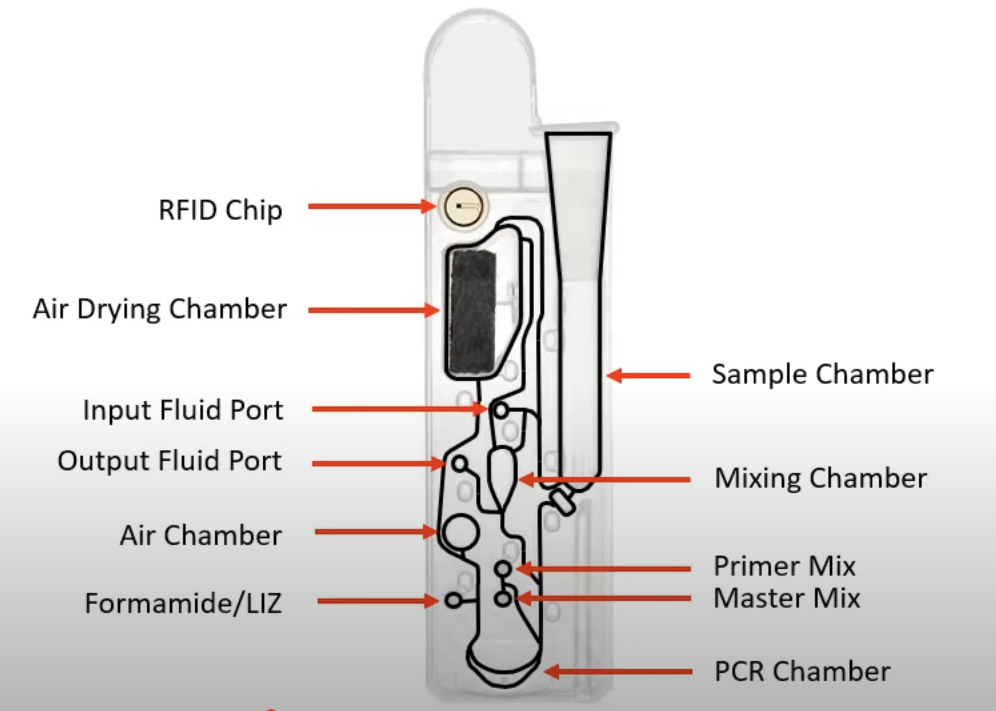 RFID Chip
Air Drying Chamber
Input Fluid Port
Output Fluid Port
Air Chamber
Formamide/LIZ
Sample Chamber
Mixing Chamber
Primer Mix
Master Mix
PCR Chamber